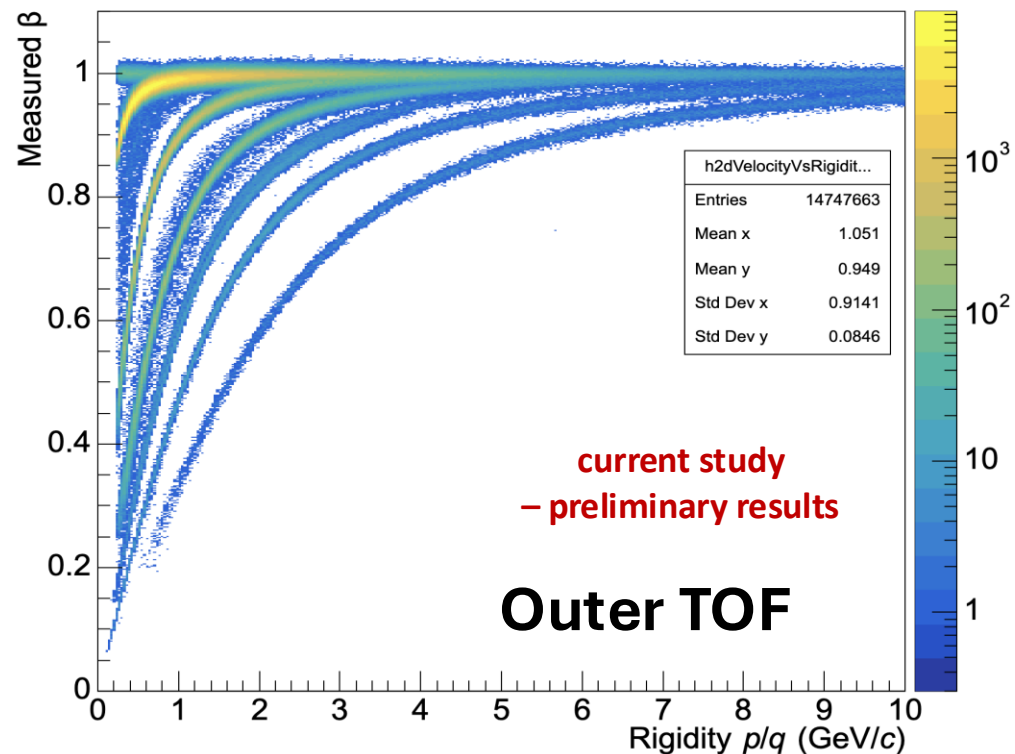 Measured β
1
0.8
0.6
0.4
0.2
0
0 1 2 3 4 5 6 7 8 9 10
Rigidity p/q (GeV/c)
h2dVelocityVsRigidit...
Entries 14747663
Mean x 1.051
Mean y 0.949
Std Dev x 0.9141
Std Dev y 0.0846
current study
– preliminary results
Outer TOF
10³
10²
10
1